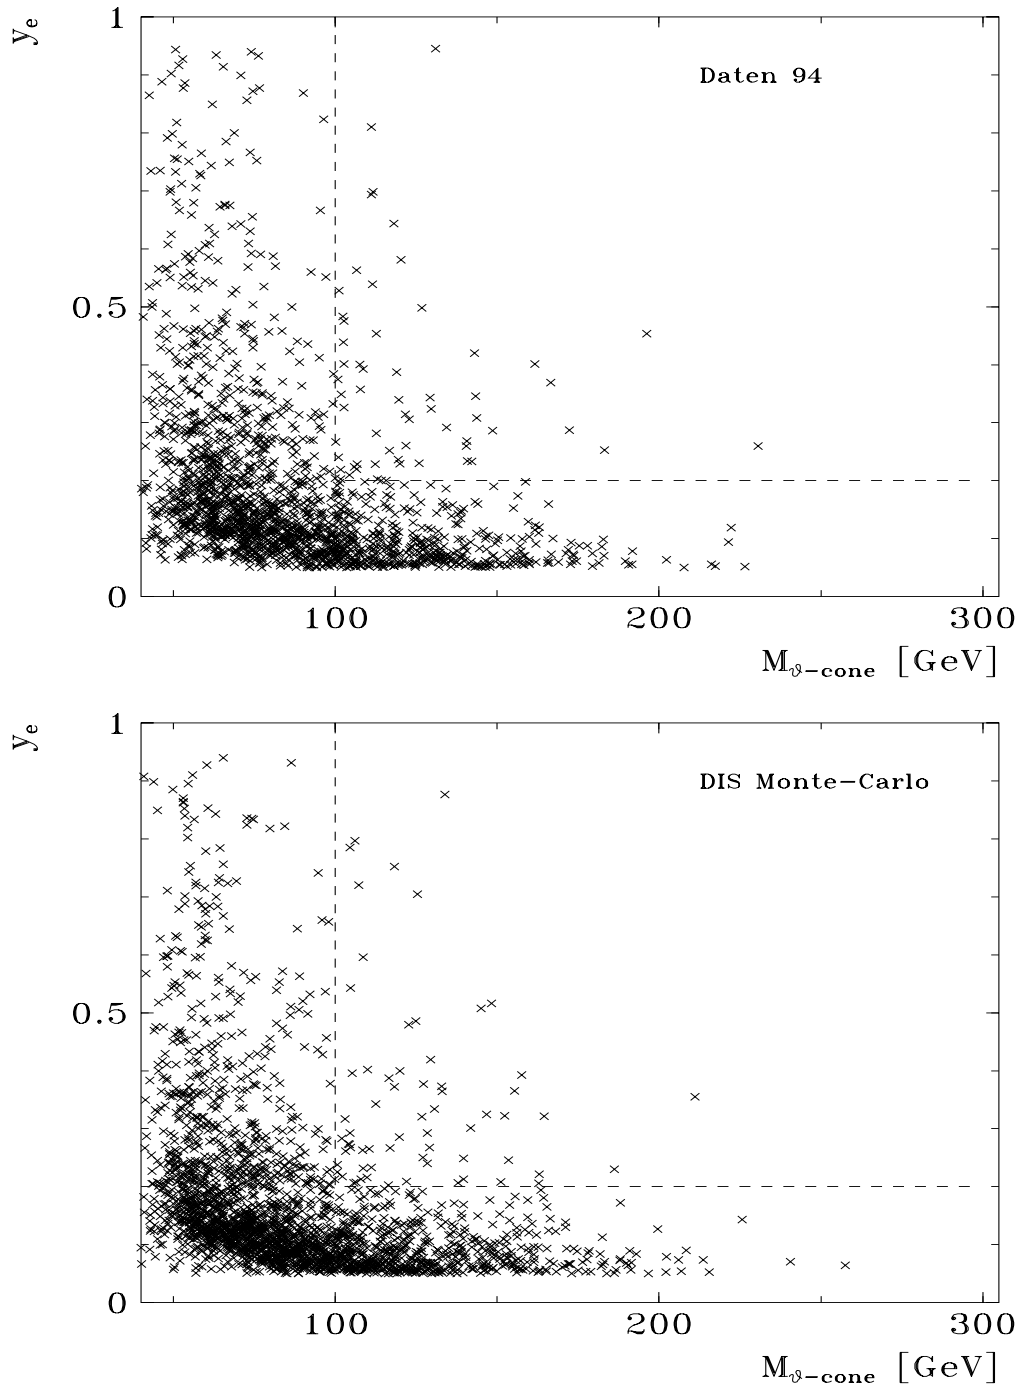 y_e
1
Daten 94
0.5
0
100 200 300
M_ϑ−cone [GeV]
y_e
1
DIS Monte−Carlo
0.5
0
100 200 300
M_ϑ−cone [GeV]